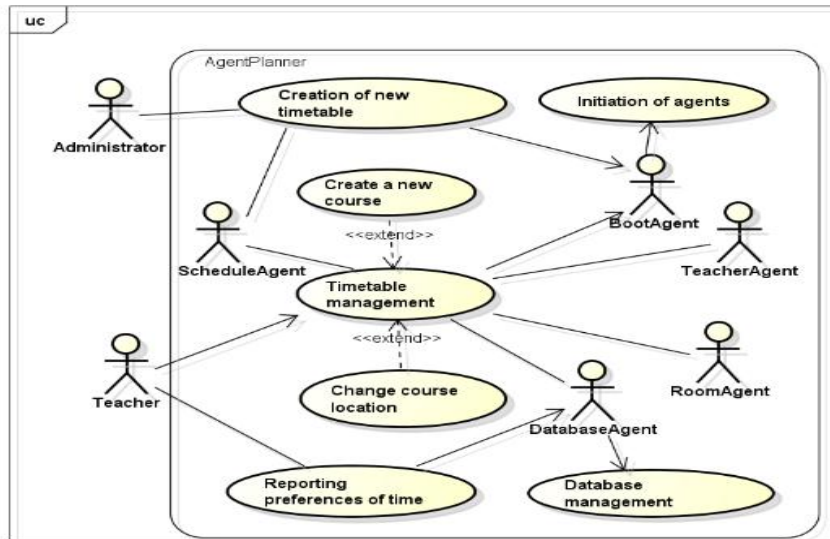 uc
AgentPlanner
Creation of new
timetable
Initiation of agents
Administrator
Create a new
course
BootAgent
<<extend>>
ScheduleAgent
TeacherAgent
Timetable
management
<<extend>>
Teacher
Change course
location
RoomAgent
DatabaseAgent
Reporting
preferences of time
Database
management